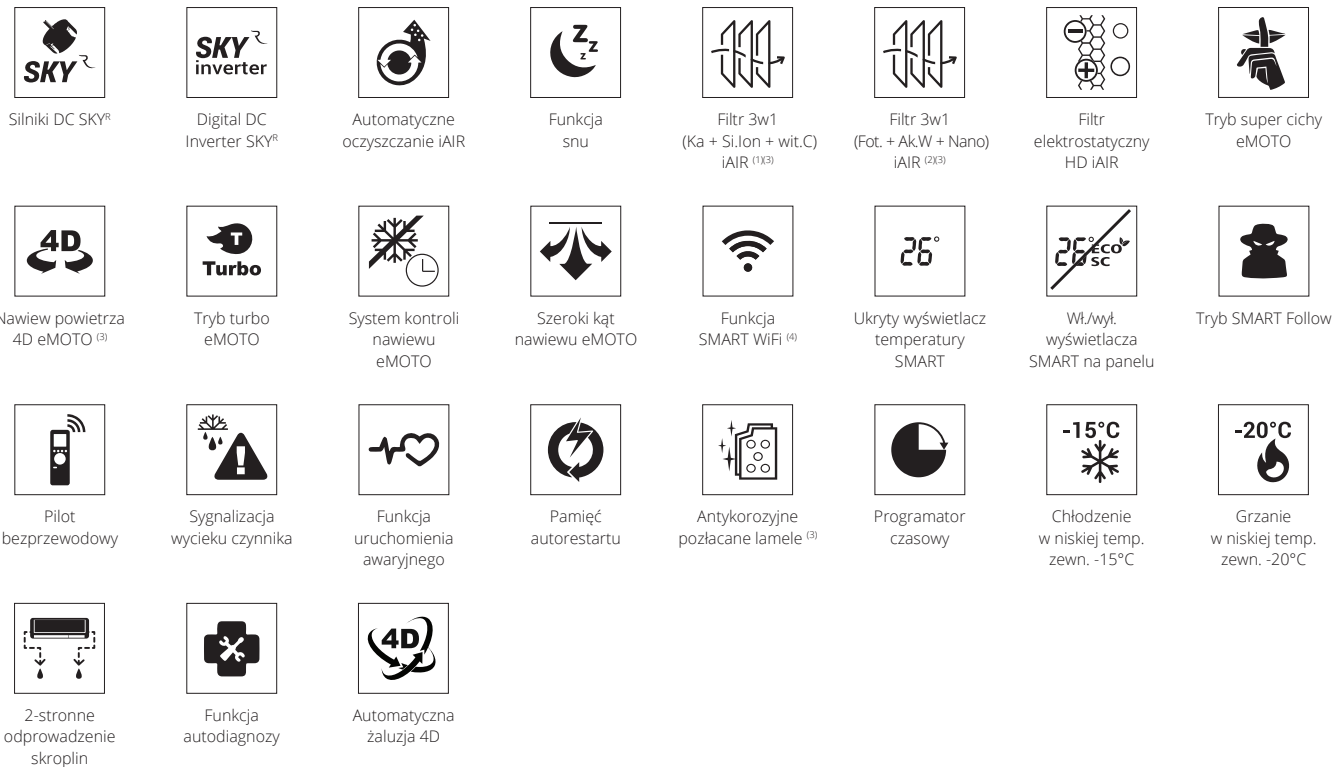 SKY R
Silniki DC SKYR
SKY R
inverter
Digital DC
Inverter SKYR
Automatyczne
oczyszczanie iAIR
Z z z
Funkcja
snu
Filtr 3w1
(Ka + Si.Ion + wit.C)
iAIR (1)(3)
Filtr 3w1
(Fot. + Ak.W + Nano)
iAIR (2)(3)
Filtr
elektrostatyczny
HD iAIR
Tryb super cichy
eMOTO
4D
Nawiew powietrza
4D eMOTO (3)
T
Turbo
Tryb turbo
eMOTO
System kontroli
nawiewu
eMOTO
Szeroki kąt
nawiewu eMOTO
Funkcja
SMART WiFi (4)
26°
Ukryty wyświetlacz
temperatury
SMART
26° ECO
SC
Wł./wył.
wyświetlacza
SMART na panelu
Tryb SMART Follow
Pilot
bezprzewodowy
Sygnalizacja
wycieku czynnika
Funkcja
uruchomienia
awaryjnego
Pamięć
autorestartu
Antykorozyjne
pozłacane lamele (3)
Programator
czasowy
-15°C
Chłodzenie
w niskiej temp.
zewn. -15°C
-20°C
Grzanie
w niskiej temp.
zewn. -20°C
2-stronne
odprowadzenie
skroplin
Funkcja
autodiagnozy
4D
Automatyczna
żaluzja 4D